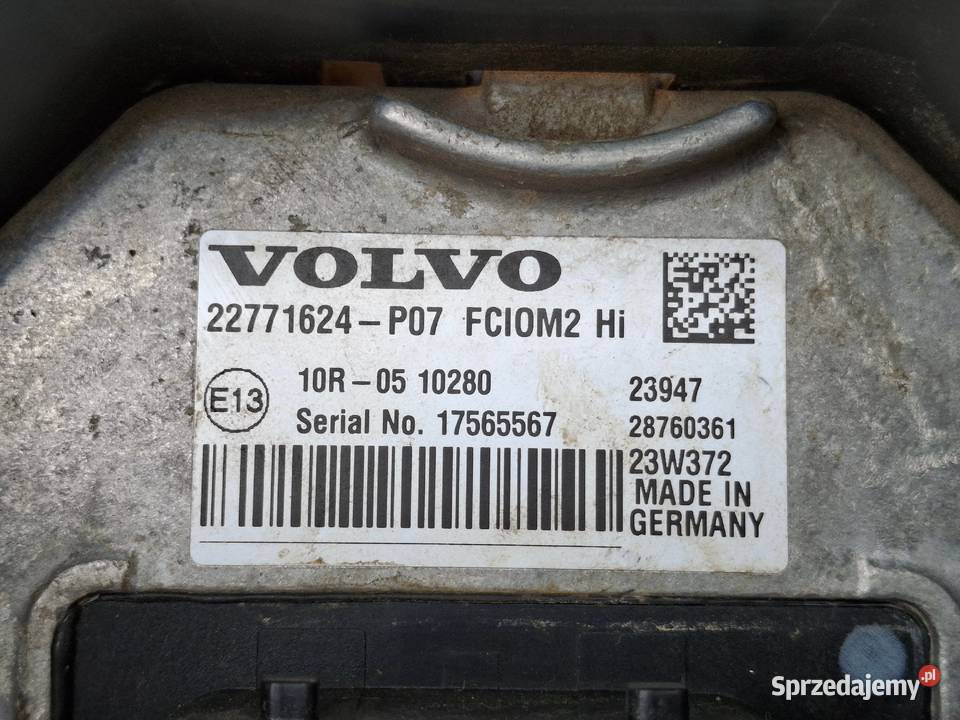 VOLVO
22771624-P07 FCIOM2 Hi
E13
10R-05 10280
Serial No. 17565567
23947
28760361
23W372
MADE IN
GERMANY
Sprzedajemy.pl